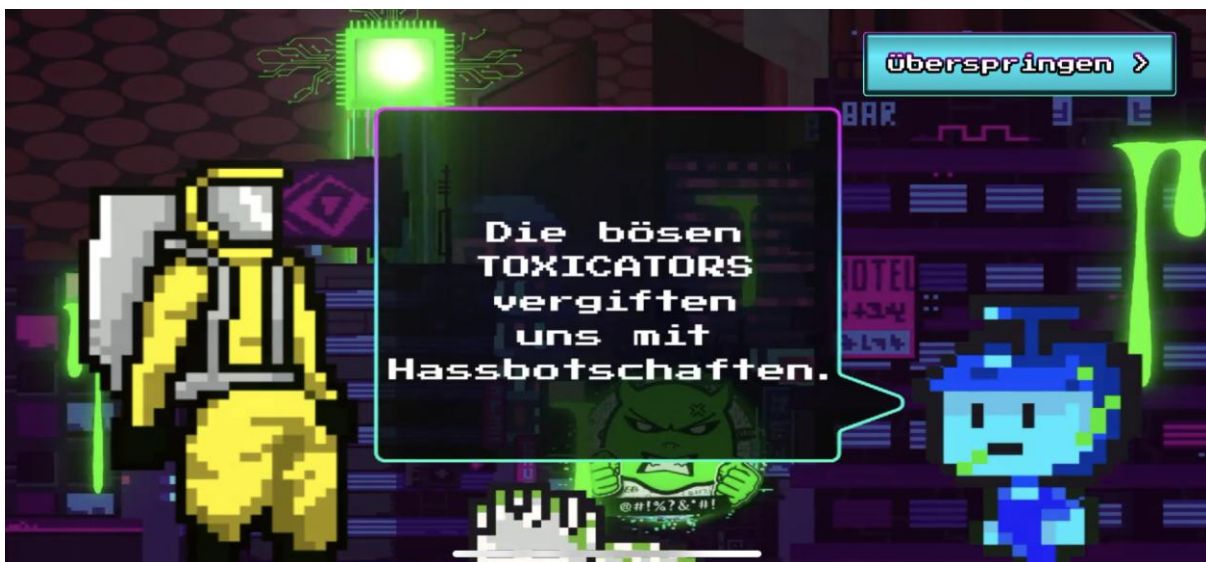 überspringen >
BAR
HOTEL
Die bösen
TOXICATORS
vergiften
uns mit
Hassbotschaften.
@#!%?&*#!